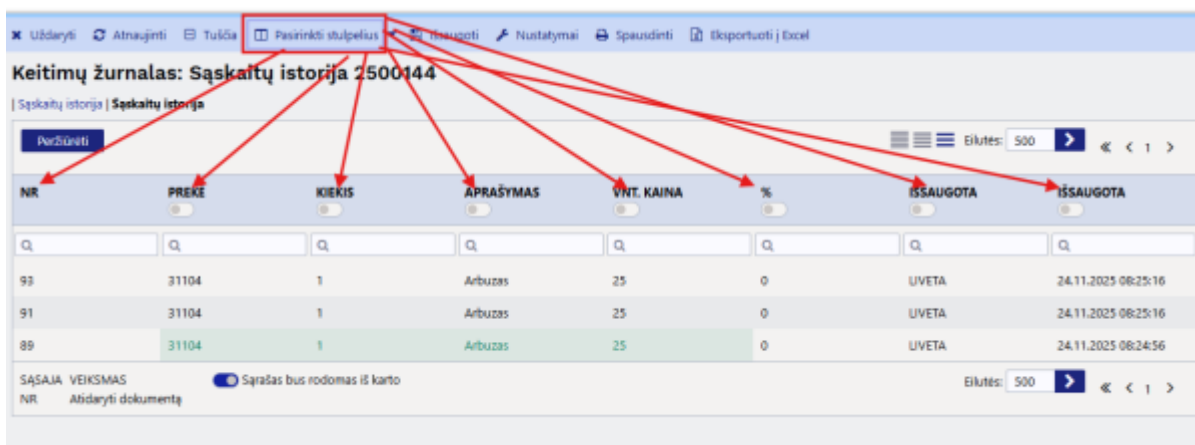 Uždaryti Atnaujinti Tuščia Pasirinkti stulpelius Išsaugoti Nustatymai Spausdinti Eksportuoti į Excel
Keitimų žurnalas: Sąskaitų istorija 2500144
| Sąskaitų istorija | Sąskaitų istorija
Peržiūrėti Eilutės: 500 1
NR PREKĖ KIEKIS APRAŠYMAS VNT. KAINA % IŠSAUGOTA IŠSAUGOTA
93 31104 1 Arbuzas 25 0 LIVETA 24.11.2025 08:25:16
91 31104 1 Arbuzas 25 0 LIVETA 24.11.2025 08:25:16
89 31104 1 Arbuzas 25 0 LIVETA 24.11.2025 08:24:56
SĄSAJA VEIKSMAS Sąrašas bus rodomas iš karto Eilutės: 500 1
NR Atidaryti dokumentą